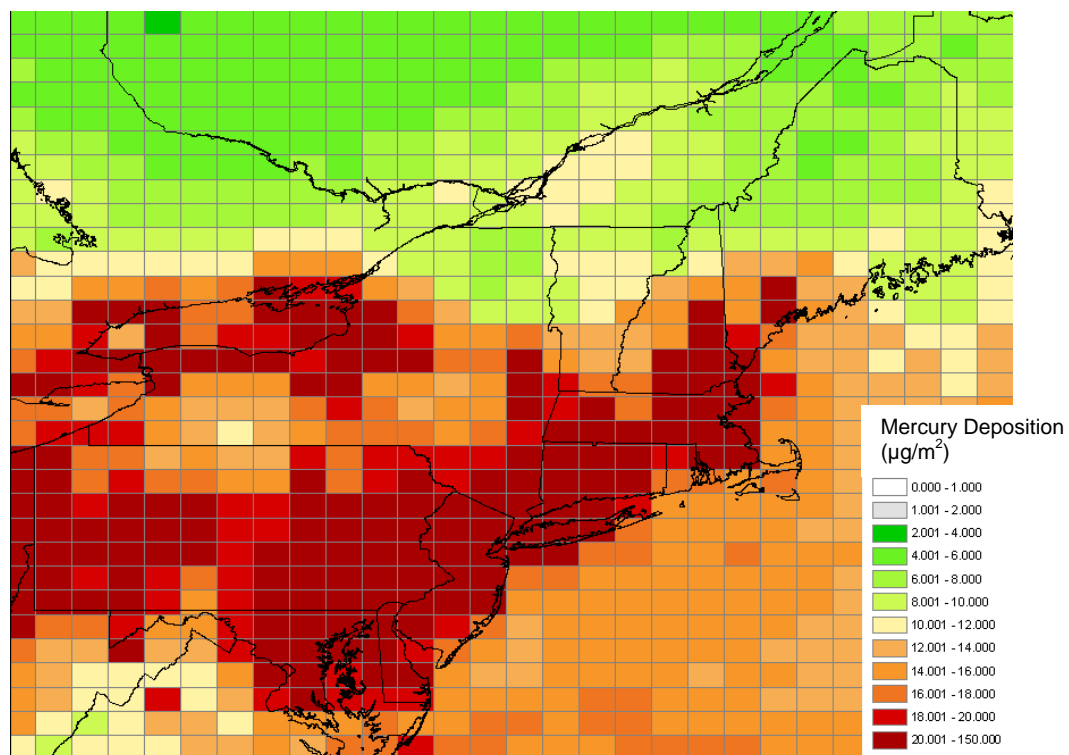 Mercury Deposition
(µg/m²)
0.000 - 1.000
1.001 - 2.000
2.001 - 4.000
4.001 - 6.000
6.001 - 8.000
8.001 - 10.000
10.001 - 12.000
12.001 - 14.000
14.001 - 16.000
16.001 - 18.000
18.001 - 20.000
20.001 - 150.000